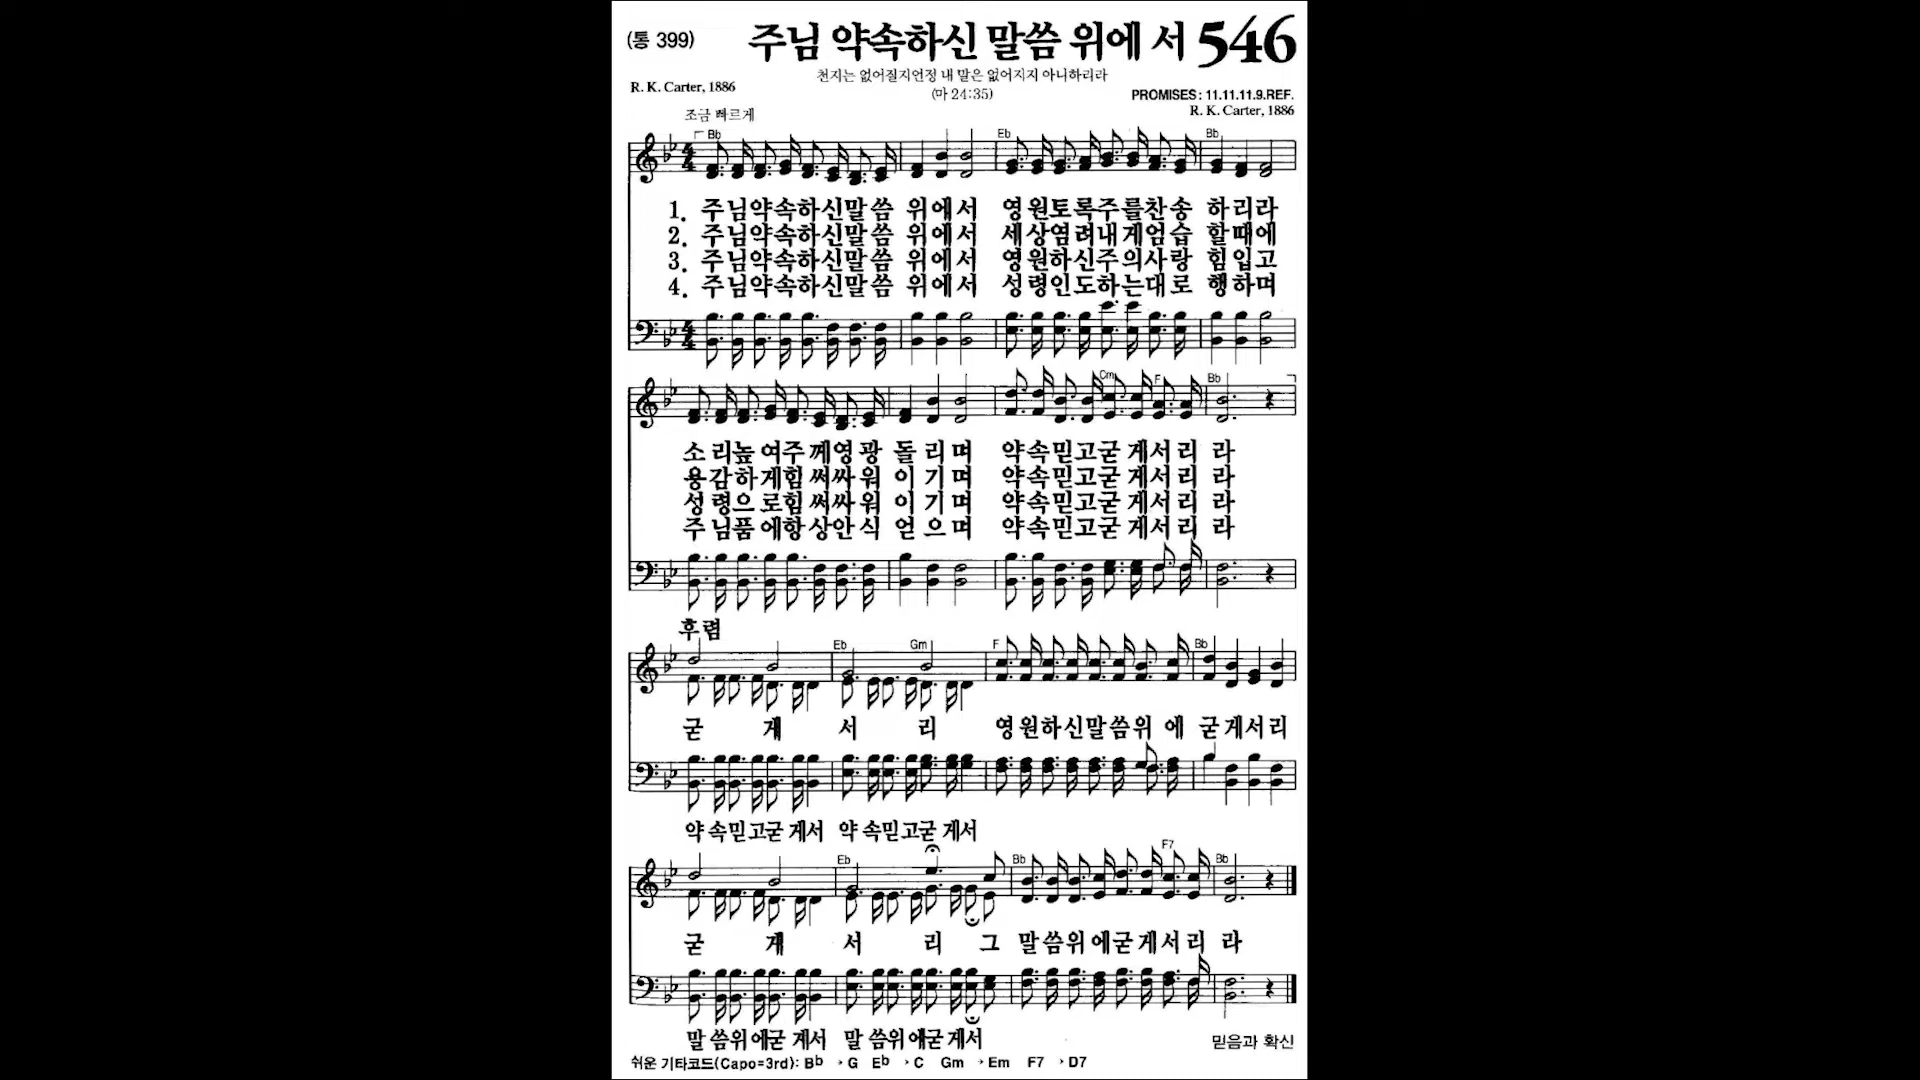 (통 399) 주님 약속하신 말씀 위에 서 546
천지는 없어질지언정 내 말은 없어지지 아니하리라
R. K. Carter, 1886 (마 24:35) PROMISES: 11.11.11.9.REF.
R. K. Carter, 1886
조금 빠르게
Bb Eb Bb
1. 주님약속하신말씀 위에서 영원토록주를찬송 하리라
2. 주님약속하신말씀 위에서 세상염려내게엄습 할때에
3. 주님약속하신말씀 위에서 영원하신주의사랑 힘입고
4. 주님약속하신말씀 위에서 성령인도하는대로 행하며
Cm F Bb
소리높여주께영광 돌리며 약속믿고굳게서리라
용감하게힘써싸워 이기며 약속믿고굳게서리라
성령으로힘써싸워 이기며 약속믿고굳게서리라
주님품에항상안식 얻으며 약속믿고굳게서리라
후렴
Eb Gm F Bb
굳 게 서 리 영원하신말씀위에 굳게서리
약속믿고굳게서 약속믿고굳게서
Eb Bb F7 Bb
굳 게 서 리 그 말씀위에굳게서리라
말씀위에굳게서 말씀위에굳게서
믿음과 확신
쉬운 기타코드(Capo=3rd): Bb → G Eb → C Gm → Em F7 → D7